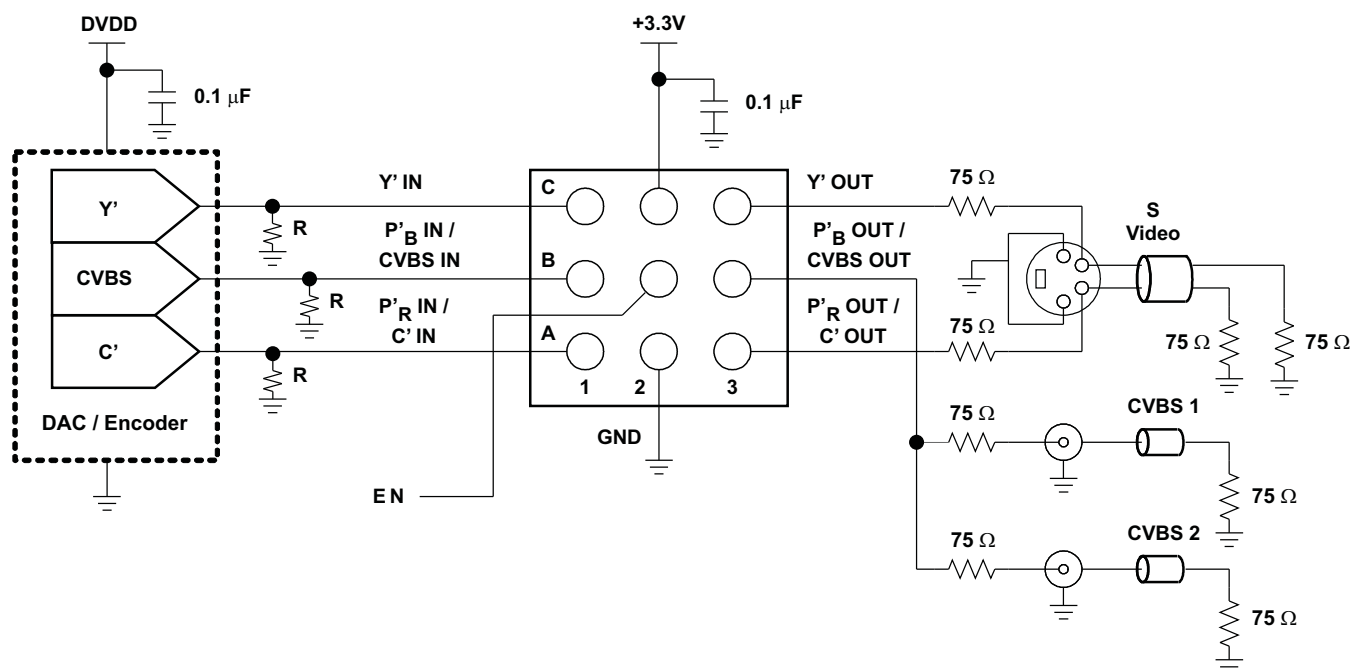 DVDD
+3.3V
0.1 μF
0.1 μF
Y' IN
C
Y' OUT
75 Ω
Y'
R
P'B IN /
CVBS IN
P'B OUT /
CVBS OUT
S
Video
CVBS
B
R
P'R IN /
C' IN
P'R OUT /
C' OUT
75 Ω
75 Ω
75 Ω
C'
R
A
1
2
3
DAC / Encoder
GND
75 Ω
CVBS 1
EN
75 Ω
75 Ω
CVBS 2
75 Ω